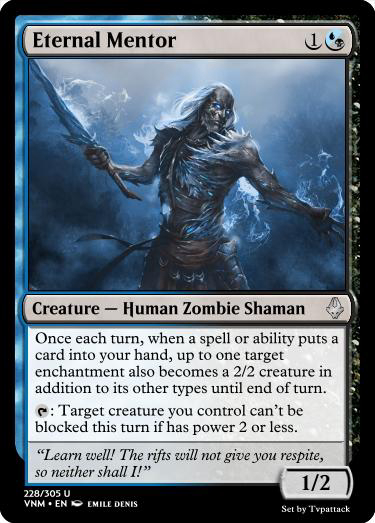 Eternal Mentor 1
Creature — Human Zombie Shaman
Once each turn, when a spell or ability puts a
card into your hand, up to one target
enchantment also becomes a 2/2 creature in
addition to its other types until end of turn.
: Target creature you control can't be
blocked this turn if has power 2 or less.
"Learn well! The rifts will not give you respite,
so neither shall I!"
1/2
228/305 U
VNM • EN EMILE DENIS
Set by Tvpattack